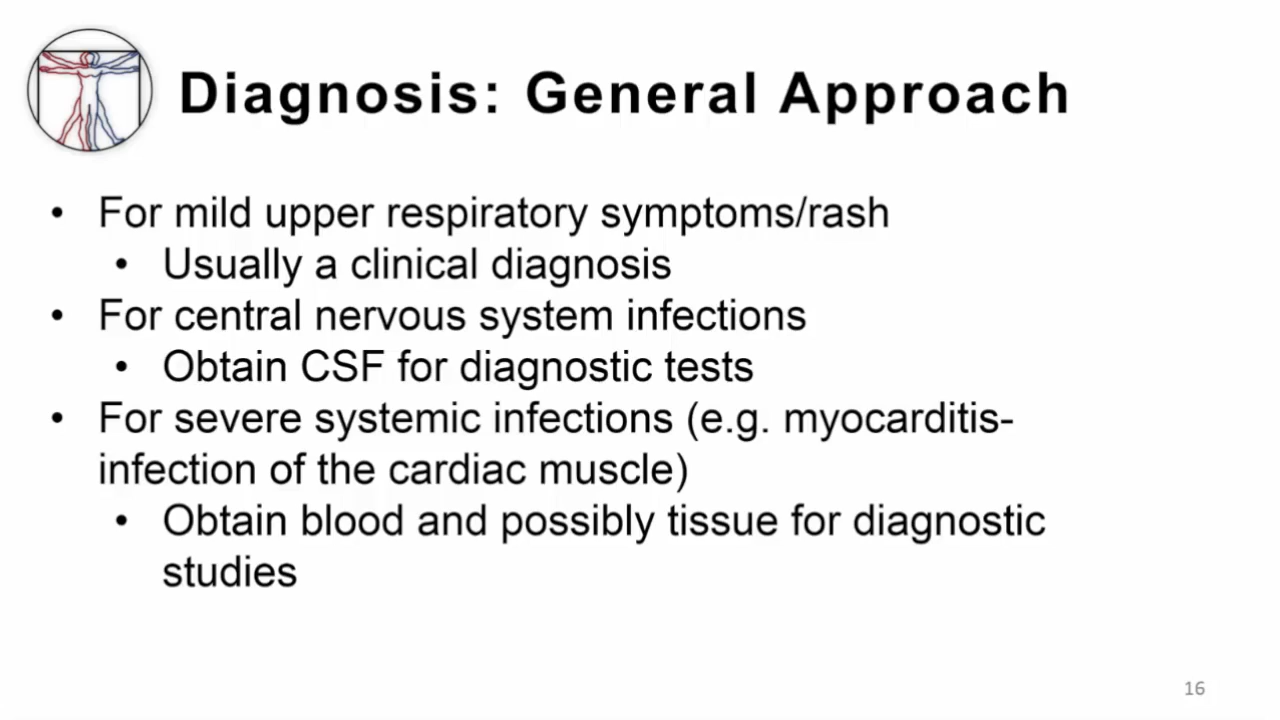 Diagnosis: General Approach
• For mild upper respiratory symptoms/rash
• Usually a clinical diagnosis
• For central nervous system infections
• Obtain CSF for diagnostic tests
• For severe systemic infections (e.g. myocarditis-
infection of the cardiac muscle)
• Obtain blood and possibly tissue for diagnostic
studies
16